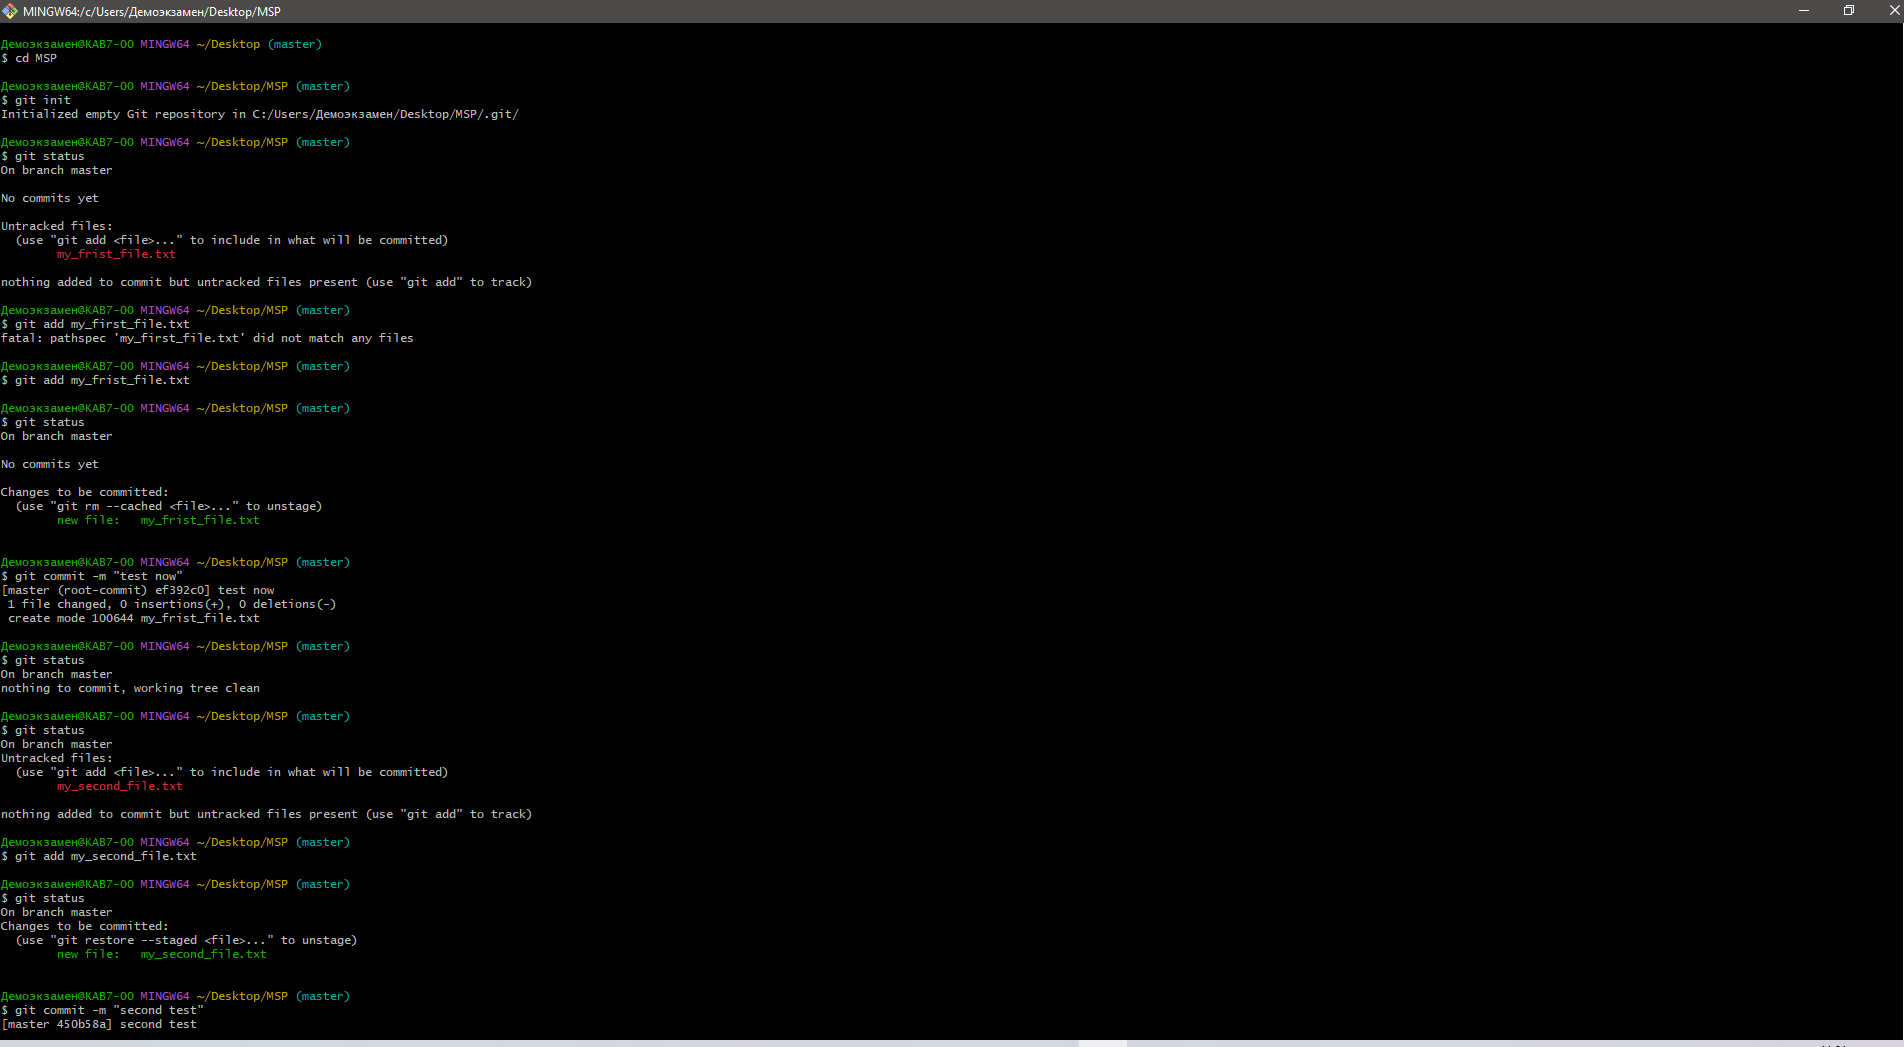 MINGW64:/c/Users/Демоэкзамен/Desktop/MSP
Демоэкзамен@КАВ7-00 MINGW64 ~/Desktop (master)
$ cd MSP
Демоэкзамен@КАВ7-00 MINGW64 ~/Desktop/MSP (master)
$ git init
Initialized empty Git repository in C:/Users/Демоэкзамен/Desktop/MSP/.git/
Демоэкзамен@КАВ7-00 MINGW64 ~/Desktop/MSP (master)
$ git status
On branch master
No commits yet
Untracked files:
  (use "git add <file>..." to include in what will be committed)
        my_frist_file.txt
nothing added to commit but untracked files present (use "git add" to track)
Демоэкзамен@КАВ7-00 MINGW64 ~/Desktop/MSP (master)
$ git add my_first_file.txt
fatal: pathspec 'my_first_file.txt' did not match any files
Демоэкзамен@КАВ7-00 MINGW64 ~/Desktop/MSP (master)
$ git add my_frist_file.txt
Демоэкзамен@КАВ7-00 MINGW64 ~/Desktop/MSP (master)
$ git status
On branch master
No commits yet
Changes to be committed:
  (use "git rm --cached <file>..." to unstage)
        new file:   my_frist_file.txt
Демоэкзамен@КАВ7-00 MINGW64 ~/Desktop/MSP (master)
$ git commit -m "test now"
[master (root-commit) ef392c0] test now
 1 file changed, 0 insertions(+), 0 deletions(-)
 create mode 100644 my_frist_file.txt
Демоэкзамен@КАВ7-00 MINGW64 ~/Desktop/MSP (master)
$ git status
On branch master
nothing to commit, working tree clean
Демоэкзамен@КАВ7-00 MINGW64 ~/Desktop/MSP (master)
$ git status
On branch master
Untracked files:
  (use "git add <file>..." to include in what will be committed)
        my_second_file.txt
nothing added to commit but untracked files present (use "git add" to track)
Демоэкзамен@КАВ7-00 MINGW64 ~/Desktop/MSP (master)
$ git add my_second_file.txt
Демоэкзамен@КАВ7-00 MINGW64 ~/Desktop/MSP (master)
$ git status
On branch master
Changes to be committed:
  (use "git restore --staged <file>..." to unstage)
        new file:   my_second_file.txt
Демоэкзамен@КАВ7-00 MINGW64 ~/Desktop/MSP (master)
$ git commit -m "second test"
[master 450b58a] second test